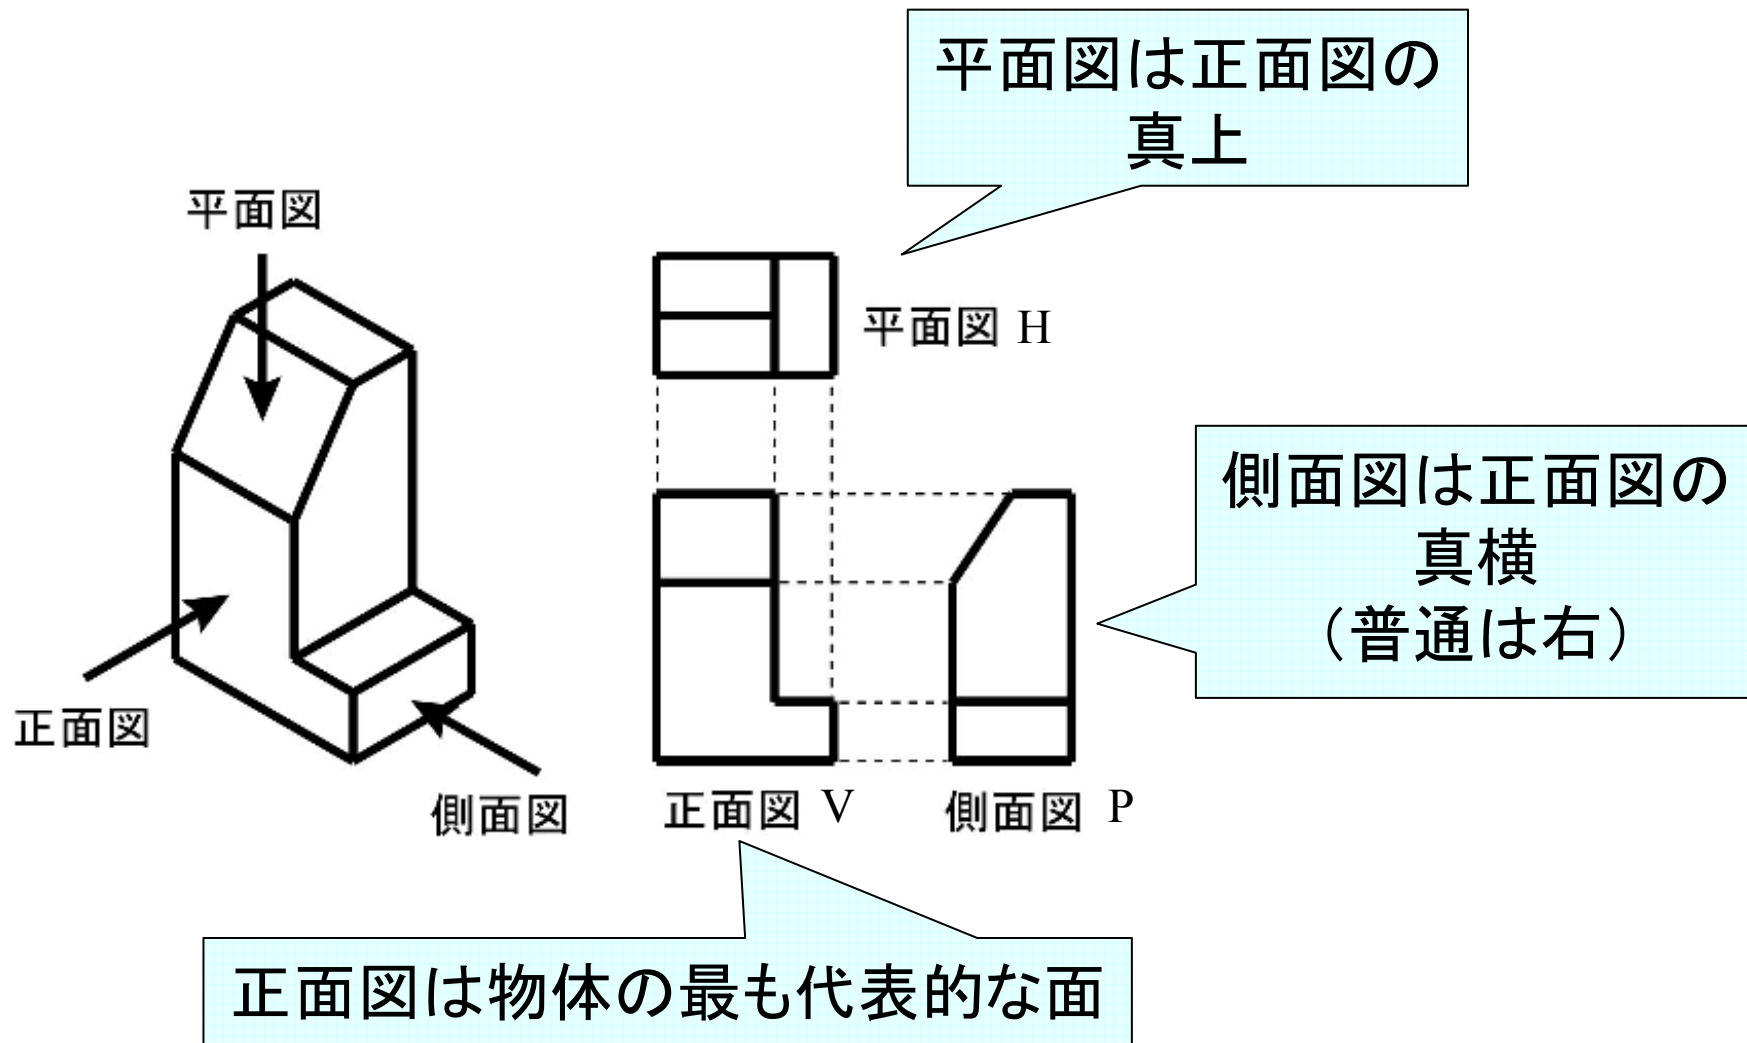 平面図は正面図の
真上
平面図
平面図 H
側面図は正面図の
真横
（普通は右）
正面図
側面図
正面図 V
側面図 P
正面図は物体の最も代表的な面